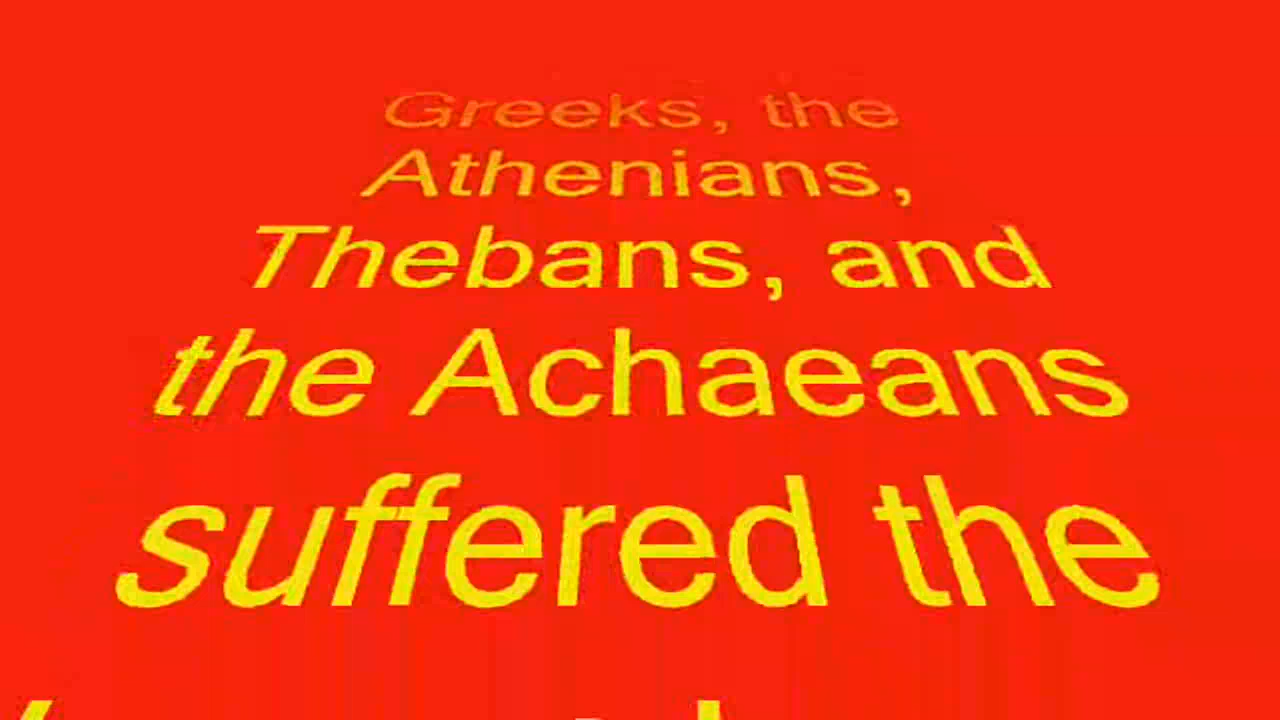 Greeks, the
Athenians,
Thebans, and
the Achaeans
suffered the